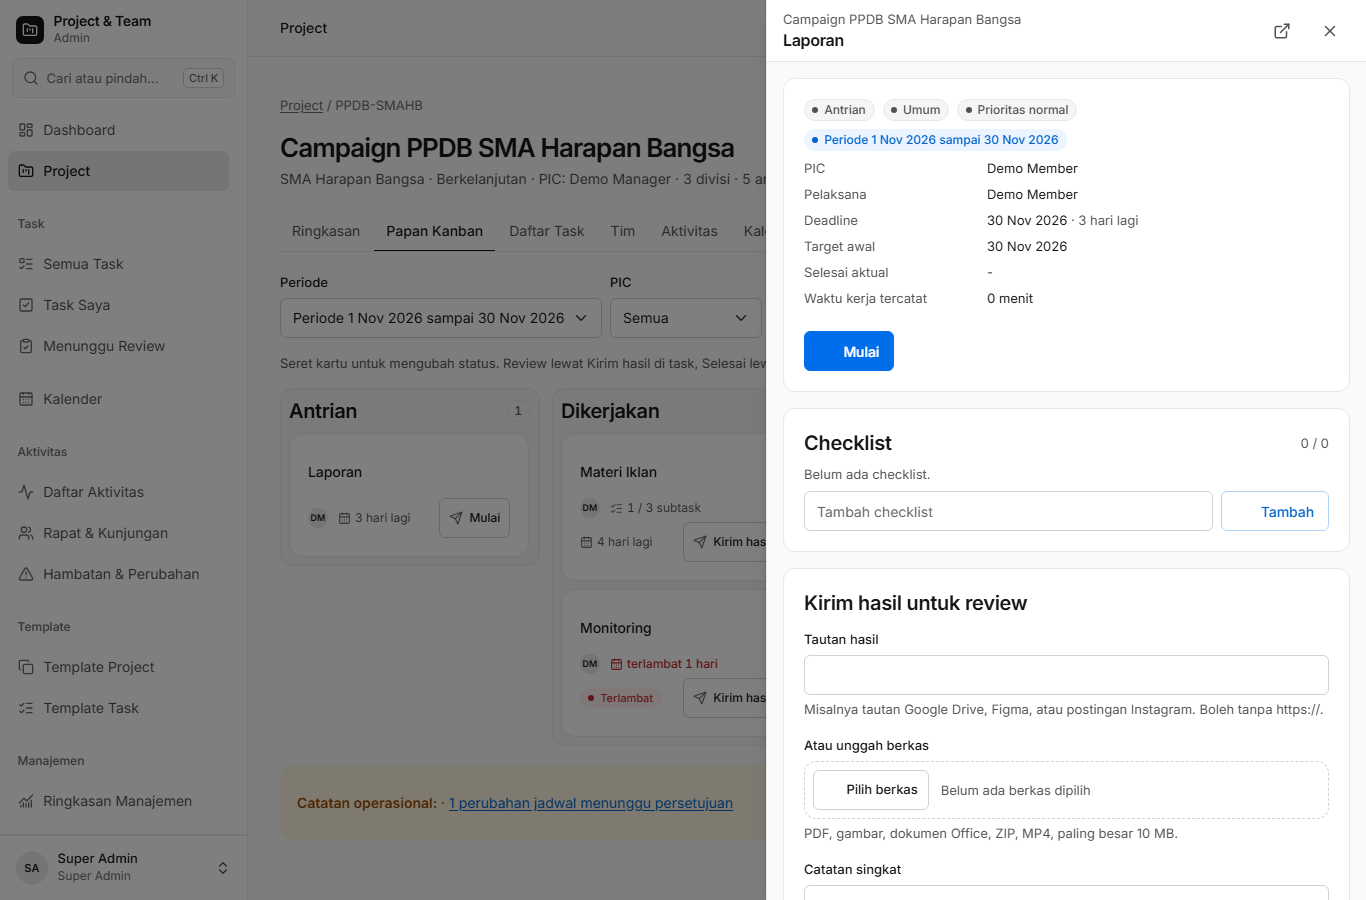 Project & Team
Admin
Cari atau pindah...
Ctrl K
Dashboard
Project
Task
Semua Task
Task Saya
Menunggu Review
Kalender
Aktivitas
Daftar Aktivitas
Rapat & Kunjungan
Hambatan & Perubahan
Template
Template Project
Template Task
Manajemen
Ringkasan Manajemen
SA
Super Admin
Super Admin
Project
Project / PPDB-SMAHB
Campaign PPDB SMA Harapan Bangsa
SMA Harapan Bangsa · Berkelanjutan · PIC: Demo Manager · 3 divisi · 5 
Ringkasan
Papan Kanban
Daftar Task
Tim
Aktivitas
Periode
PIC
Periode 1 Nov 2026 sampai 30 Nov 2026
Semua
Seret kartu untuk mengubah status. Review lewat Kirim hasil di task, Selesai
Antrian
1
Laporan
DM
3 hari lagi
Mulai
Dikerjakan
Materi Iklan
DM
1 / 3 subtask
4 hari lagi
Kirim
Monitoring
DM
terlambat 1 hari
Terlambat
Kirim
Catatan operasional: · 1 perubahan jadwal menunggu persetujuan
Campaign PPDB SMA Harapan Bangsa
Laporan
Antrian
Umum
Prioritas normal
Periode 1 Nov 2026 sampai 30 Nov 2026
PIC
Demo Member
Pelaksana
Demo Member
Deadline
30 Nov 2026 · 3 hari lagi
Target awal
30 Nov 2026
Selesai aktual
-
Waktu kerja tercatat
0 menit
Mulai
Checklist
0 / 0
Belum ada checklist.
Tambah checklist
Tambah
Kirim hasil untuk review
Tautan hasil
Misalnya tautan Google Drive, Figma, atau postingan Instagram. Boleh tanpa https://.
Atau unggah berkas
Pilih berkas
Belum ada berkas dipilih
PDF, gambar, dokumen Office, ZIP, MP4, paling besar 10 MB.
Catatan singkat